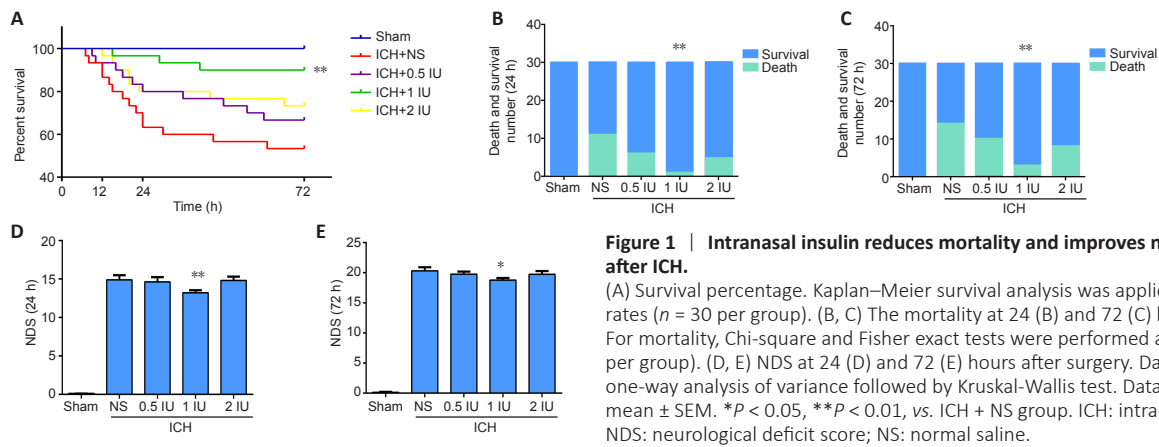 A
100
80
60
40
Percent survival
0
12
24
72
Time (h)
**
Sham
ICH+NS
ICH+0.5 IU
ICH+1 IU
ICH+2 IU
B
Death and survival
number (24 h)
40
30
20
10
0
**
Survival
Death
Sham NS 0.5 IU 1 IU 2 IU
ICH
C
Death and survival
number (72 h)
40
30
20
10
0
**
Survival
Death
Sham NS 0.5 IU 1 IU 2 IU
ICH
D
NDS (24 h)
20
15
10
5
0
**
Sham NS 0.5 IU 1 IU 2 IU
ICH
E
NDS (72 h)
25
20
15
10
5
0
*
Sham NS 0.5 IU 1 IU 2 IU
ICH
Figure 1 | Intranasal insulin reduces mortality and improves n
after ICH.
(A) Survival percentage. Kaplan–Meier survival analysis was applic
rates (n = 30 per group). (B, C) The mortality at 24 (B) and 72 (C) h
For mortality, Chi-square and Fisher exact tests were performed a
per group). (D, E) NDS at 24 (D) and 72 (E) hours after surgery. Da
one-way analysis of variance followed by Kruskal-Wallis test. Data
mean ± SEM. *P < 0.05, **P < 0.01, vs. ICH + NS group. ICH: intra
NDS: neurological deficit score; NS: normal saline.